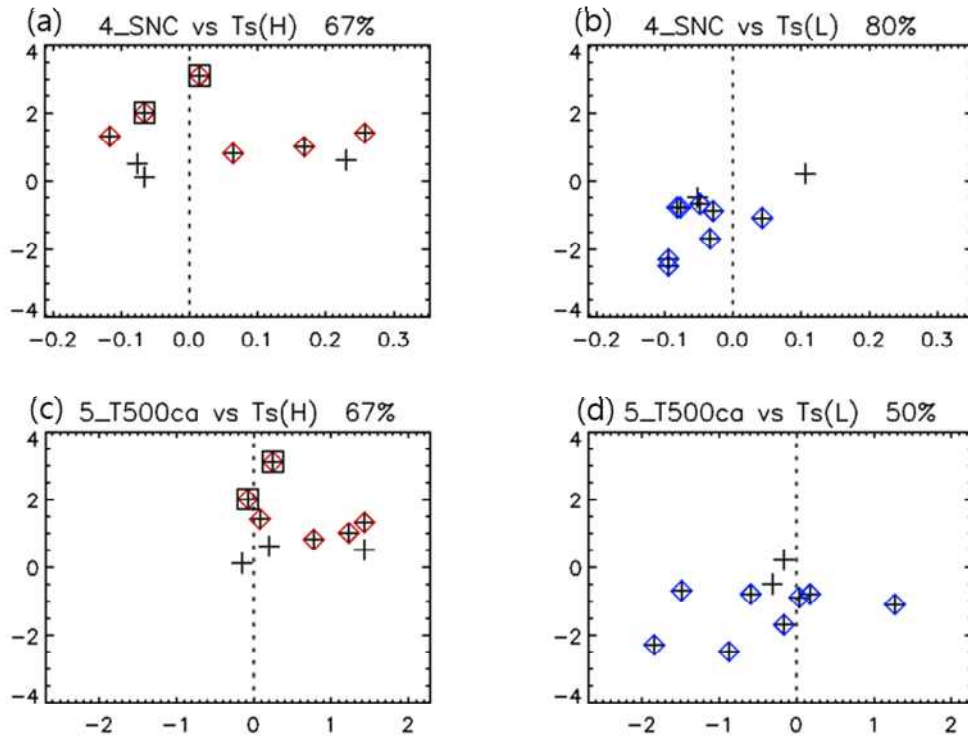 (a) 4_SNC vs Ts(H) 67%
4
2
0
-2
-4
-0.2 -0.1 0.0 0.1 0.2 0.3
(b) 4_SNC vs Ts(L) 80%
4
2
0
-2
-4
-0.2 -0.1 0.0 0.1 0.2 0.3
(c) 5_T500ca vs Ts(H) 67%
4
2
0
-2
-4
-2 -1 0 1 2
(d) 5_T500ca vs Ts(L) 50%
4
2
0
-2
-4
-2 -1 0 1 2